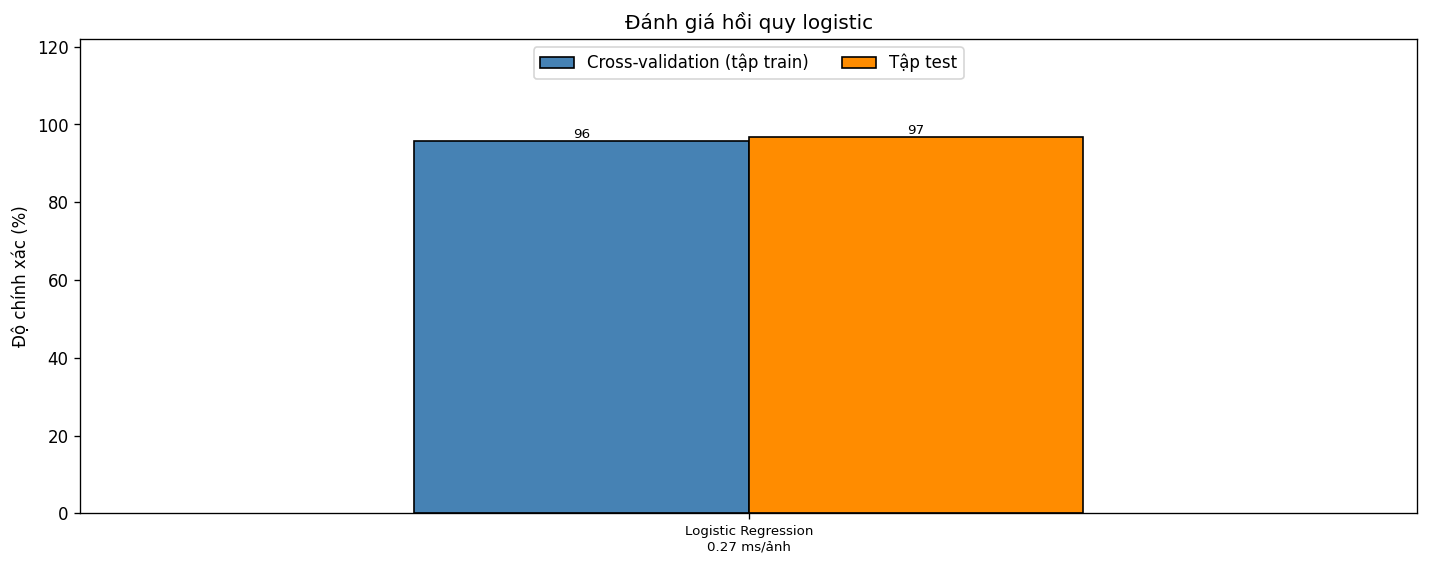 Đánh giá hồi quy logistic
Cross-validation (tập train) Tập test
Độ chính xác (%)
120
100
80
60
40
20
0
96
97
Logistic Regression
0.27 ms/ảnh